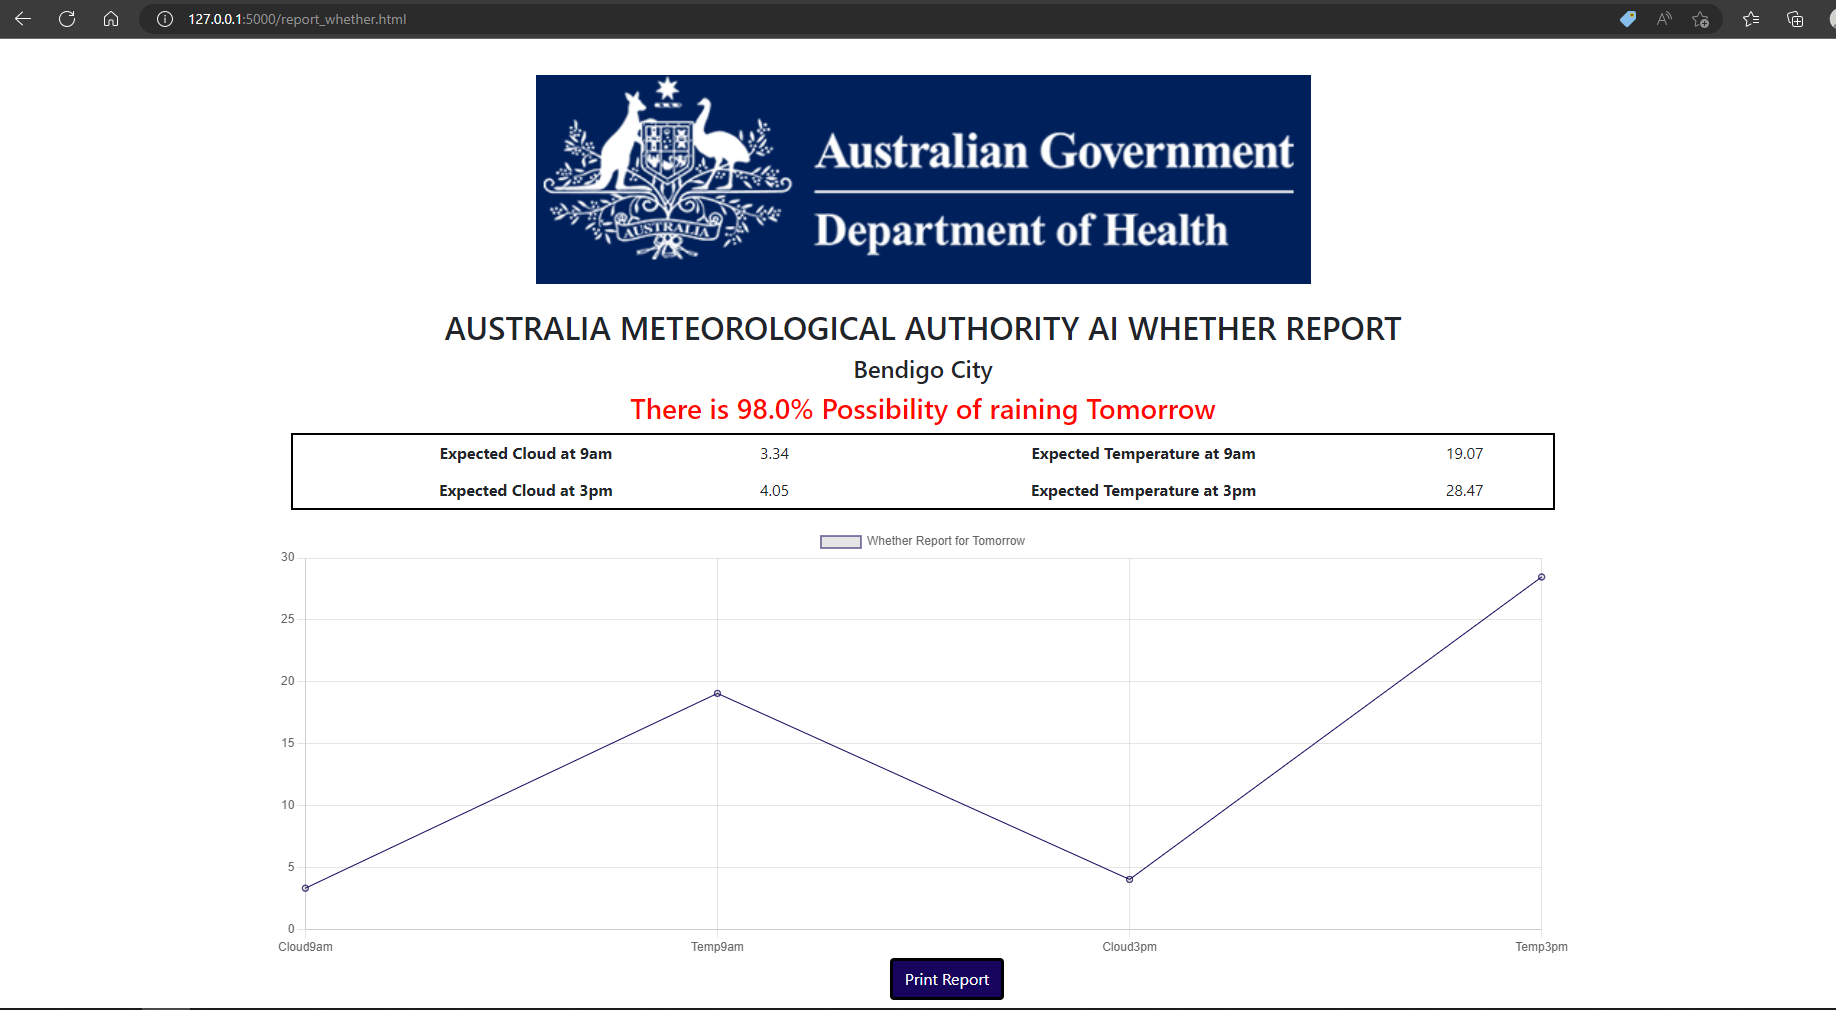 127.0.0.1:5000/report_whether.html
Australian Government
Department of Health
AUSTRALIA
AUSTRALIA METEOROLOGICAL AUTHORITY AI WHETHER REPORT
Bendigo City
There is 98.0% Possibility of raining Tomorrow
Expected Cloud at 9am 3.34 Expected Temperature at 9am 19.07
Expected Cloud at 3pm 4.05 Expected Temperature at 3pm 28.47
Whether Report for Tomorrow
30
25
20
15
10
5
0
Cloud9am Temp9am Cloud3pm Temp3pm
Print Report